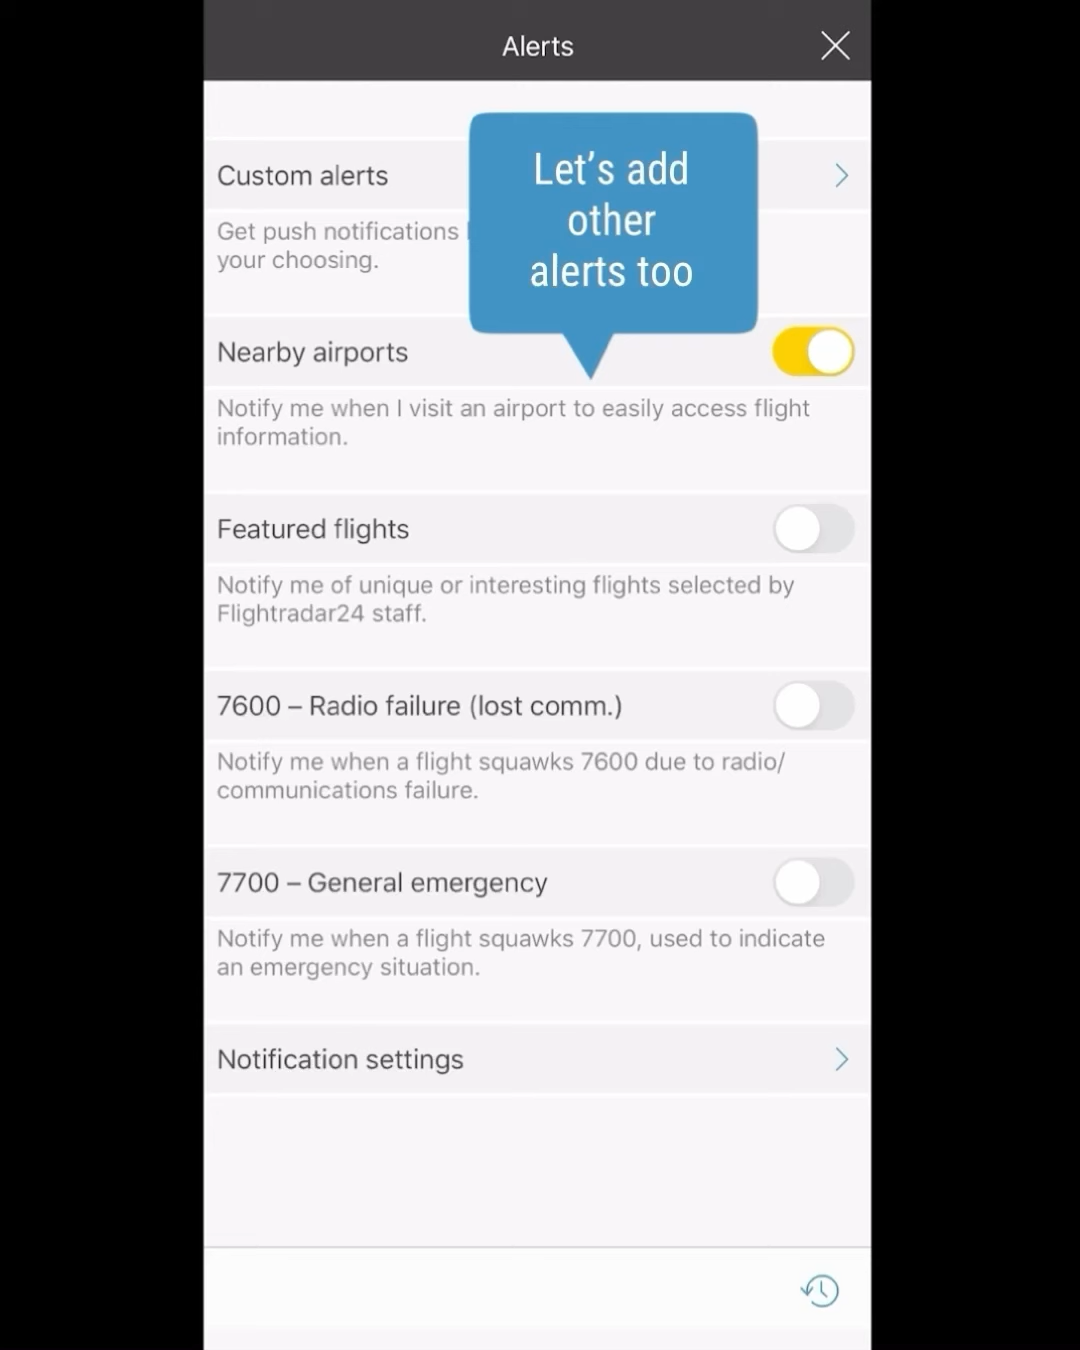 Alerts
Let’s add
other
alerts too
Custom alerts
Get push notifications
your choosing.
Nearby airports
Notify me when I visit an airport to easily access flight
information.
Featured flights
Notify me of unique or interesting flights selected by
Flightradar24 staff.
7600 – Radio failure (lost comm.)
Notify me when a flight squawks 7600 due to radio/
communications failure.
7700 – General emergency
Notify me when a flight squawks 7700, used to indicate
an emergency situation.
Notification settings